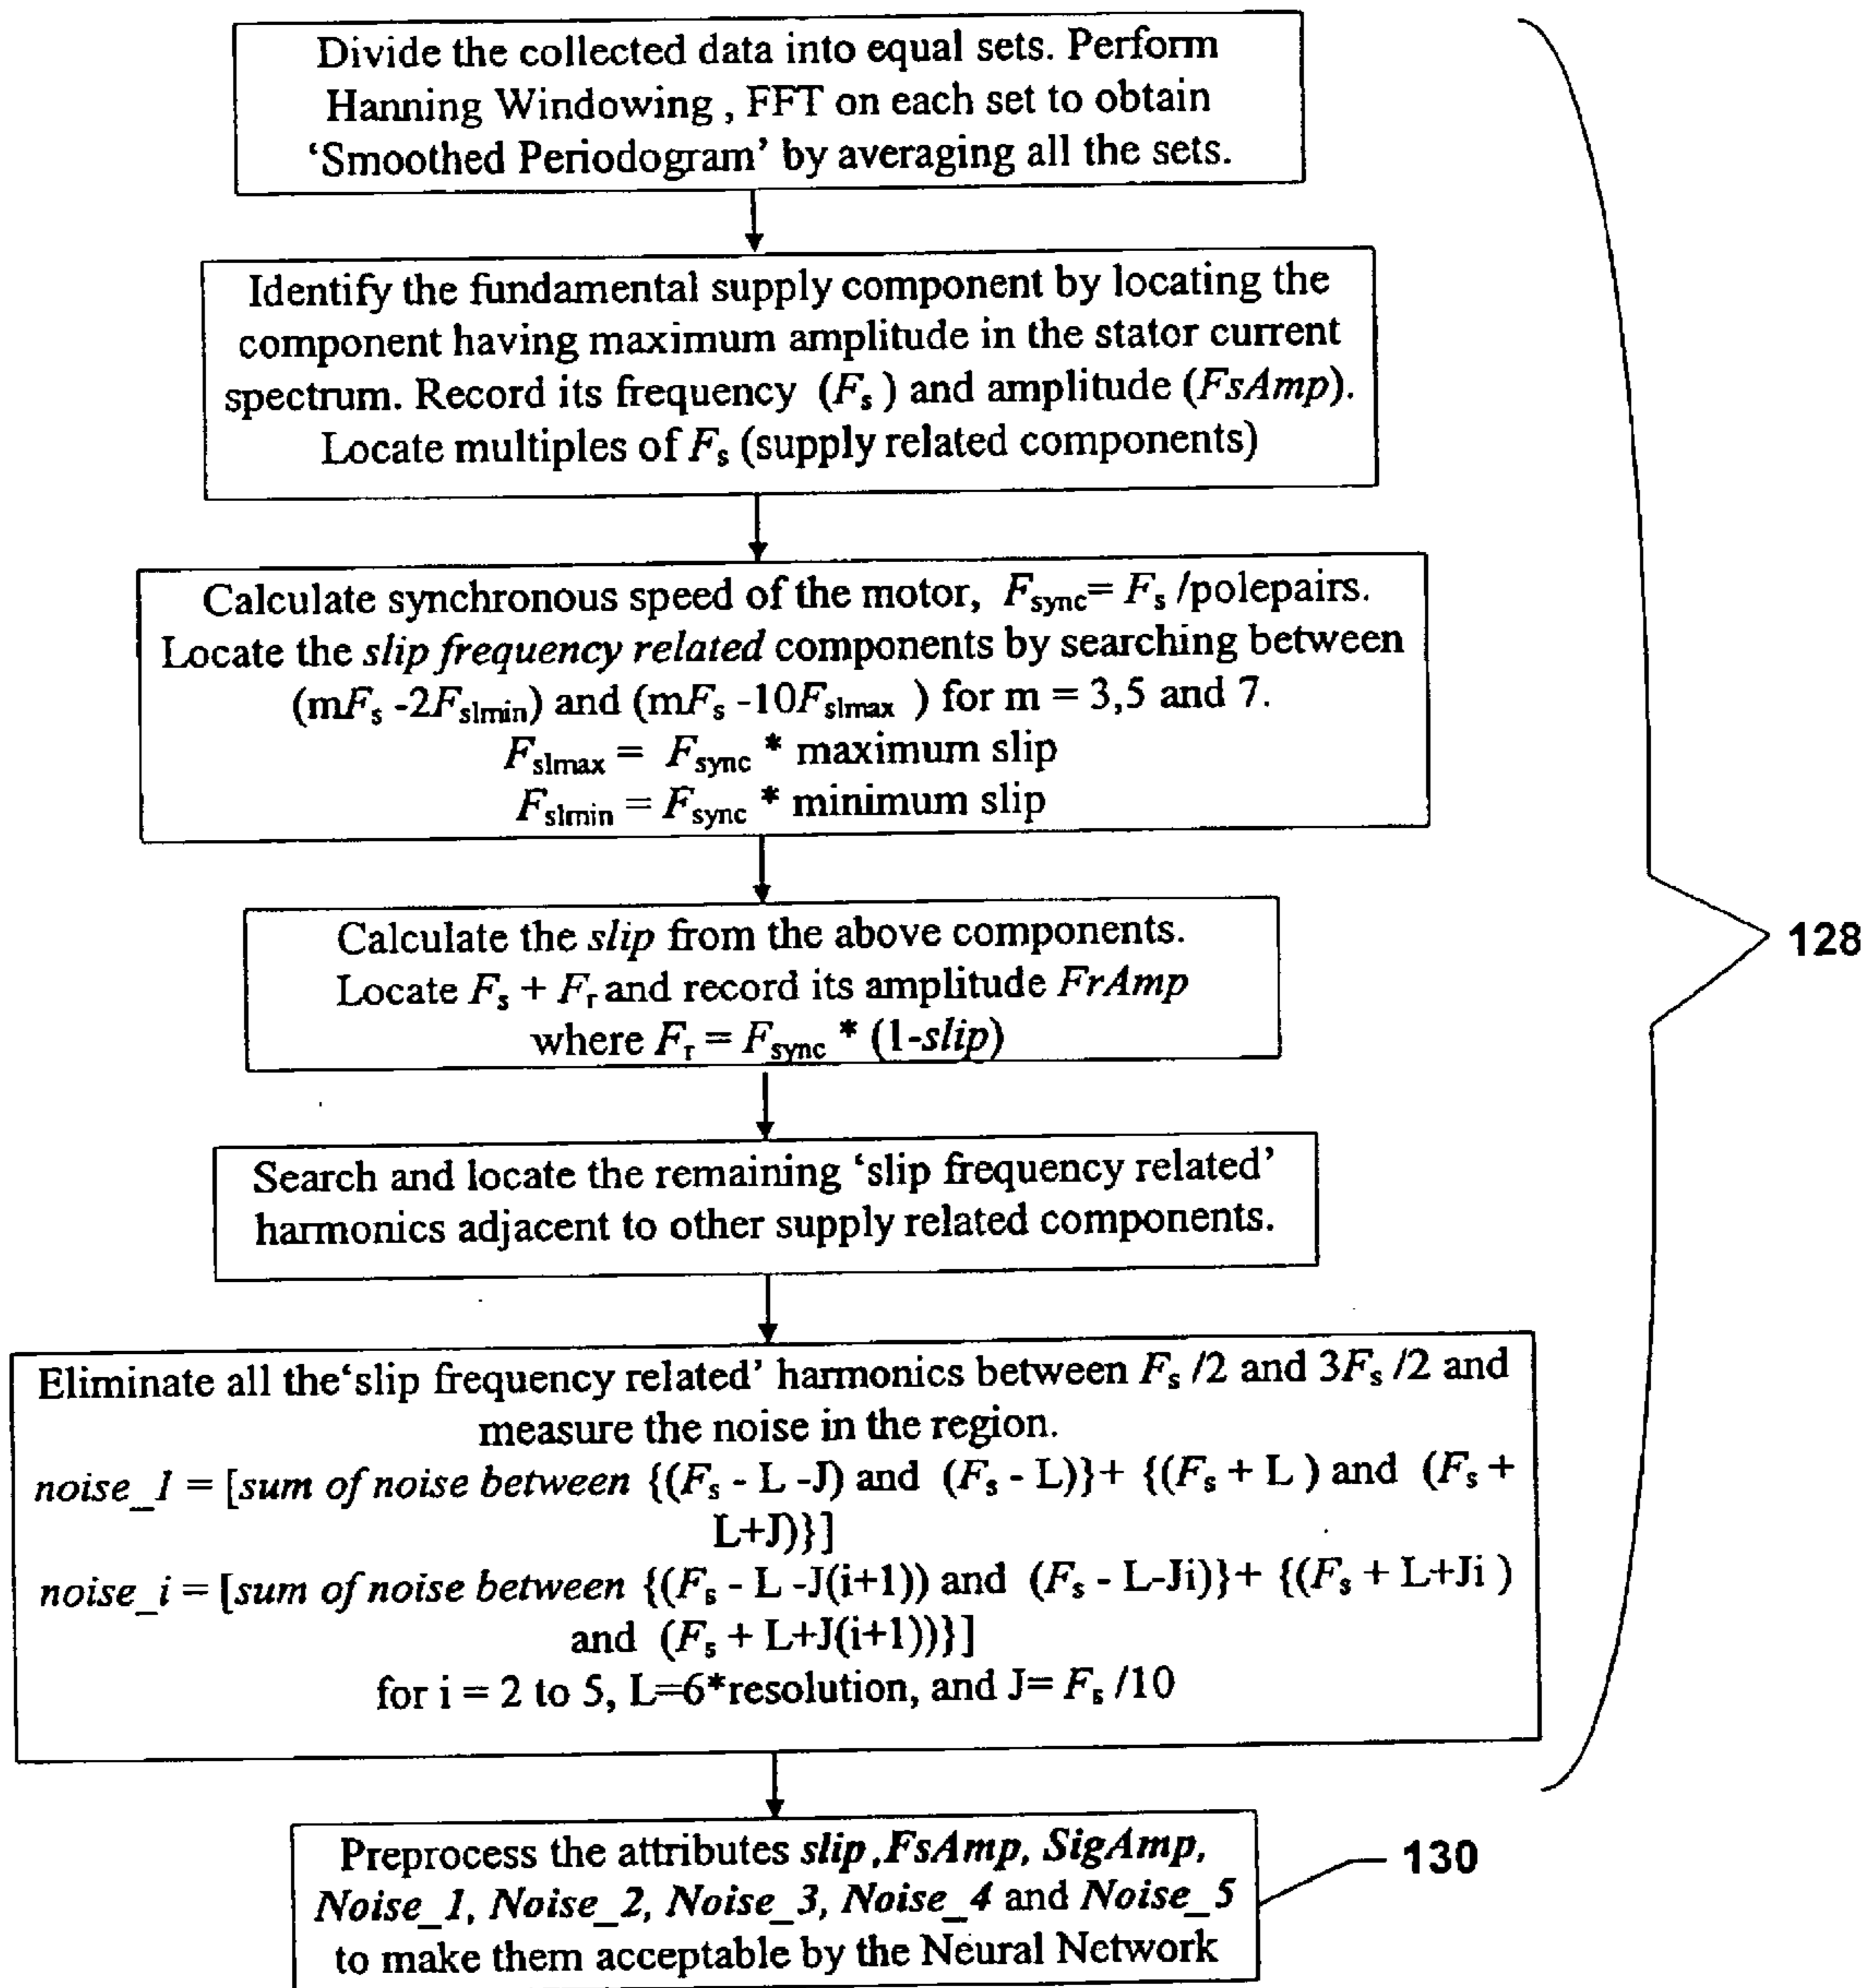 Divide the collected data into equal sets. Perform
Hanning Windowing , FFT on each set to obtain
‘Smoothed Periodogram’ by averaging all the sets.
Identify the fundamental supply component by locating the
component having maximum amplitude in the stator current
spectrum. Record its frequency (Fs ) and amplitude (FsAmp).
Locate multiples of Fs (supply related components)
Calculate synchronous speed of the motor, Fsync= Fs /polepairs.
Locate the slip frequency related components by searching between
(mFs -2Fslmin) and (mFs -10Fslmax ) for m = 3,5 and 7.
Fslmax = Fsync * maximum slip
Fslmin = Fsync * minimum slip
128
Calculate the slip from the above components.
Locate Fs + Fr and record its amplitude FrAmp
where Fr = Fsync * (1-slip)
Search and locate the remaining ‘slip frequency related’
harmonics adjacent to other supply related components.
Eliminate all the‘slip frequency related’ harmonics between Fs /2 and 3Fs /2 and
measure the noise in the region.
noise_1 = [sum of noise between {(Fs - L -J) and (Fs - L)}+ {(Fs + L ) and (Fs +
L+J)}]
noise_i = [sum of noise between {(Fs - L -J(i+1)) and (Fs - L-Ji)}+ {(Fs + L+Ji )
and (Fs + L+J(i+1))}]
for i = 2 to 5, L=6*resolution, and J= Fs /10
Preprocess the attributes slip,FsAmp, SigAmp,
Noise_1, Noise_2, Noise_3, Noise_4 and Noise_5
to make them acceptable by the Neural Network
130